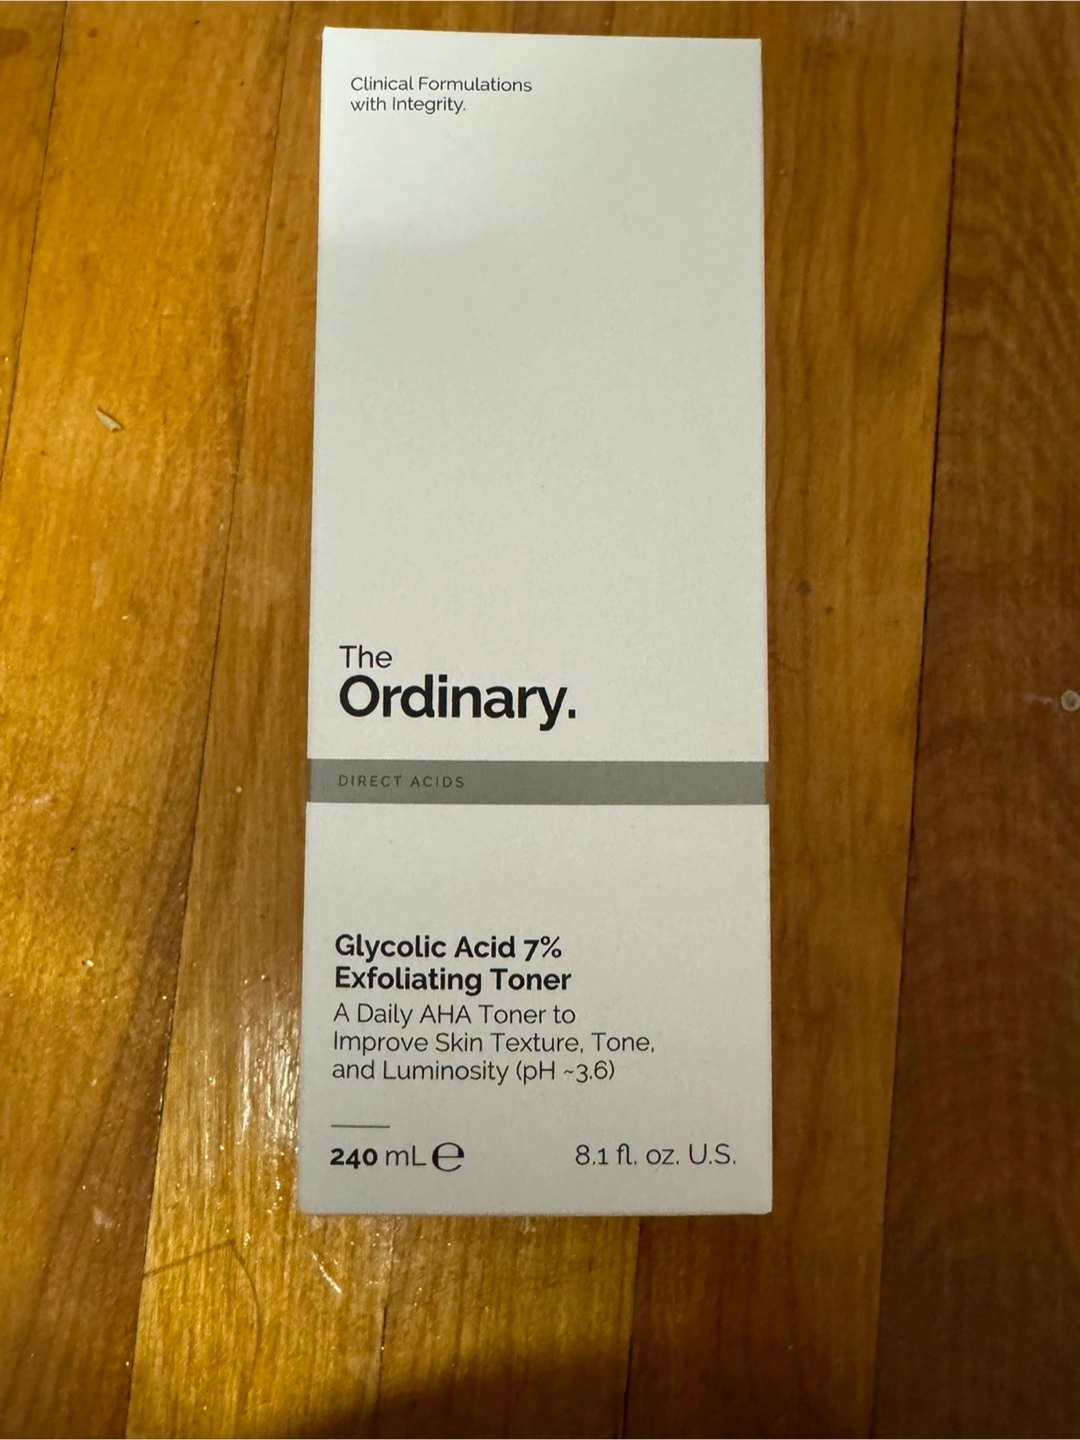 Clinical Formulations
with Integrity.
The
Ordinary.
DIRECT ACIDS
Glycolic Acid 7%
Exfoliating Toner
A Daily AHA Toner to
Improve Skin Texture, Tone,
and Luminosity (pH ~3.6)
240 mL ℮ 8.1 fl. oz. U.S.